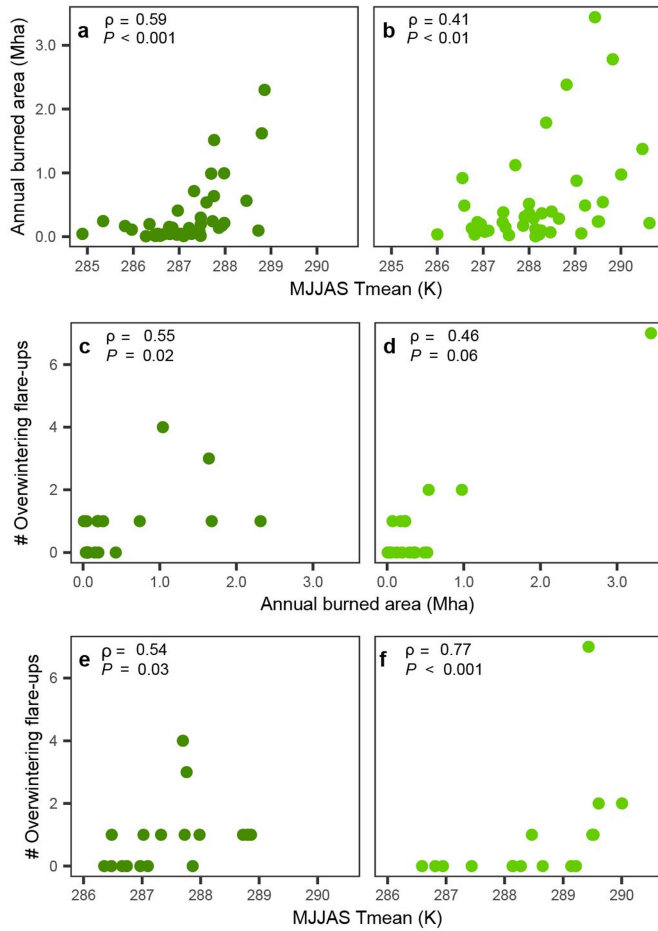 a
ρ = 0.59
P < 0.001
b
ρ = 0.41
P < 0.01
Annual burned area (Mha)
3.0
2.0
1.0
0.0
285 286 287 288 289 290
285 286 287 288 289 290
MJJAS Tmean (K)
c
ρ = 0.55
P = 0.02
d
ρ = 0.46
P = 0.06
# Overwintering flare-ups
6
4
2
0
0.0 1.0 2.0 3.0
0.0 1.0 2.0 3.0
Annual burned area (Mha)
e
ρ = 0.54
P = 0.03
f
ρ = 0.77
P < 0.001
# Overwintering flare-ups
6
4
2
0
286 287 288 289 290
286 287 288 289 290
MJJAS Tmean (K)